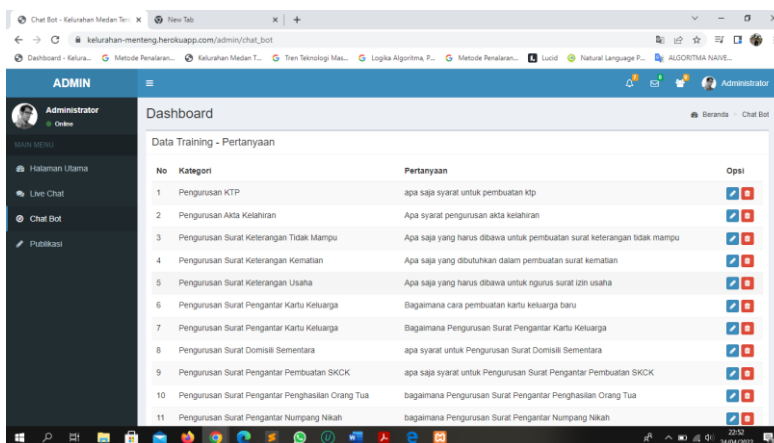 Chat Bot - Kelurahan Medan Ten
New Tab
kelurahan-menteng.herokuapp.com/admin/chat_bot
Dashboard - Kelura...
Metode Penalaran...
Kelurahan Medan T...
Tren Teknologi Mas...
Logika Algoritma, P...
Metode Penalaran...
Lucid
Natural Language P...
ALGORITMA NAIVE...
ADMIN
Administrator
Administrator
Online
Dashboard
Beranda > Chat Bot
MAIN MENU
Halaman Utama
Live Chat
Chat Bot
Publikasi
Data Training - Pertanyaan
No Kategori Pertanyaan Opsi
1 Pengurusan KTP apa saja syarat untuk pembuatan ktp
2 Pengurusan Akta Kelahiran Apa syarat pengurusan akta kelahiran
3 Pengurusan Surat Keterangan Tidak Mampu Apa saja yang harus dibawa untuk pembuatan surat keterangan tidak mampu
4 Pengurusan Surat Keterangan Kematian Apa saja yang dibutuhkan dalam pembuatan surat kematian
5 Pengurusan Surat Keterangan Usaha Apa saja yang harus dibawa untuk ngurus surat izin usaha
6 Pengurusan Surat Pengantar Kartu Keluarga Bagaimana cara pembuatan kartu keluarga baru
7 Pengurusan Surat Pengantar Kartu Keluarga Bagaimana Pengurusan Surat Pengantar Kartu Keluarga
8 Pengurusan Surat Domisili Sementara apa syarat untuk Pengurusan Surat Domisili Sementara
9 Pengurusan Surat Pengantar Pembuatan SKCK apa saja syarat untuk Pengurusan Surat Pengantar Pembuatan SKCK
10 Pengurusan Surat Pengantar Penghasilan Orang Tua bagaimana Pengurusan Surat Pengantar Penghasilan Orang Tua
11 Pengurusan Surat Pengantar Numpang Nikah bagaimana Pengurusan Surat Pengantar Numpang Nikah
22:52
24/04/2022